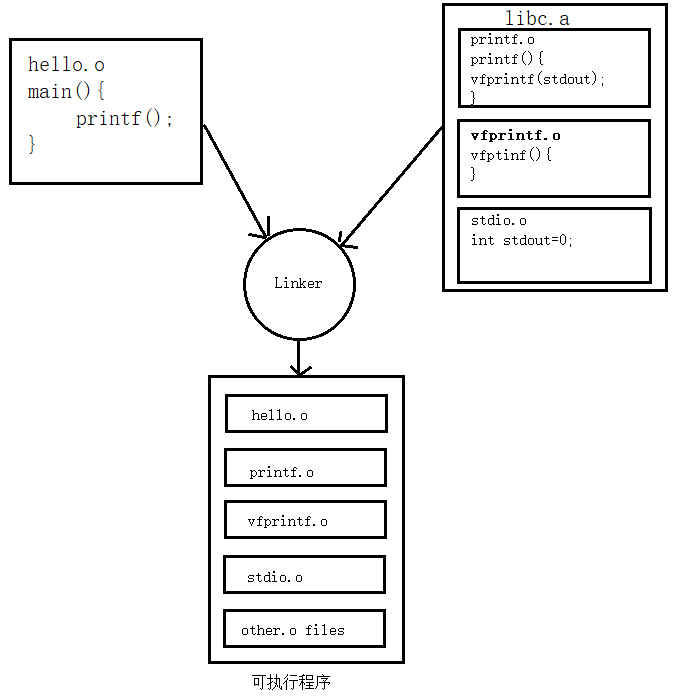 hello.o
main(){
printf();
}
libc.a
printf.o
printf(){
vfprintf(stdout);
}
vfprintf.o
vfptinf(){
}
stdio.o
int stdout=0;
Linker
hello.o
printf.o
vfprintf.o
stdio.o
other.o files
可执行程序